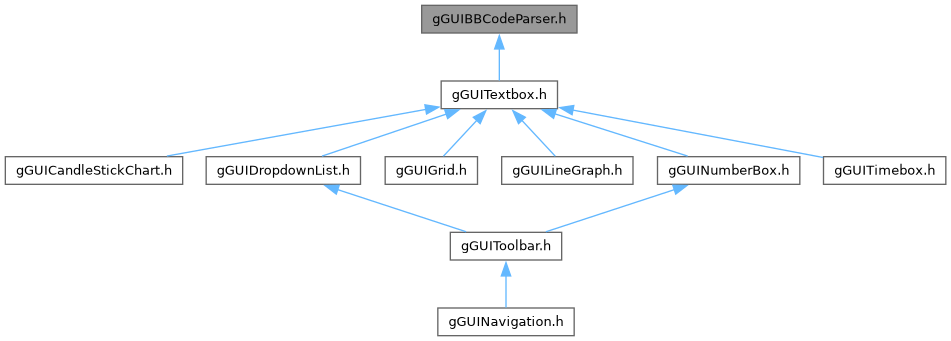 gGUIBBCodeParser.h
gGUITextbox.h
gGUICandleStickChart.h
gGUIDropdownList.h
gGUIGrid.h
gGUILineGraph.h
gGUINumberBox.h
gGUITimebox.h
gGUIToolbar.h
gGUINavigation.h